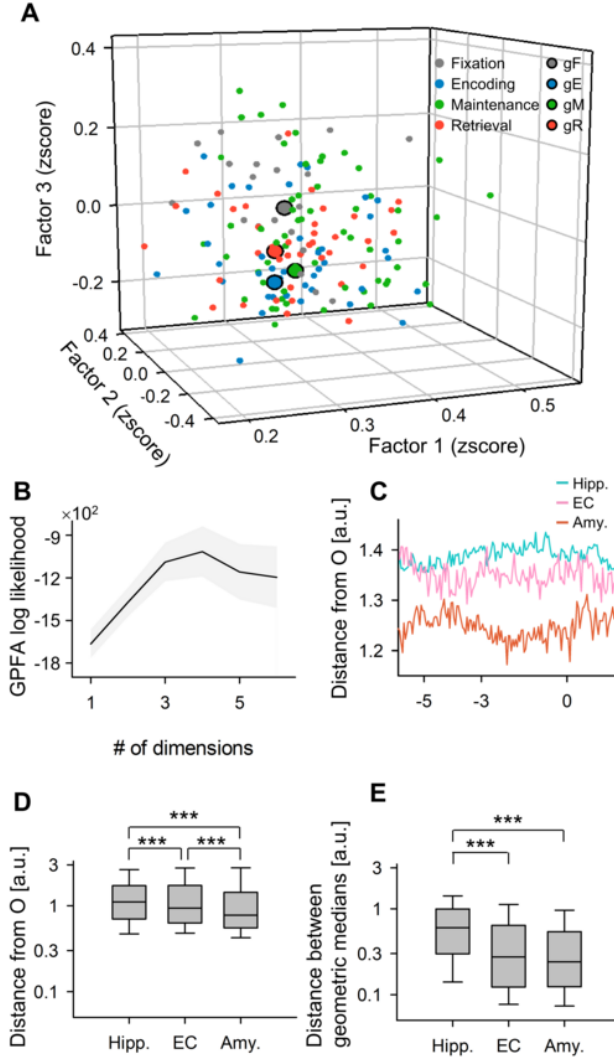 A
0.4
0.2
0.0
-0.2
0.4
0.2
0.0
-0.2
-0.4
0.2
0.3
0.4
0.5
Factor 3 (zscore)
Factor 2 (zscore)
Factor 1 (zscore)
Fixation
gF
Encoding
gE
Maintenance
gM
Retrieval
gR
B
×10²
GPFA log likelihood
-9
-12
-15
-18
1
3
5
# of dimensions
C
Hipp.
EC
Amy.
Distance from O [a.u.]
1.4
1.3
1.2
-5
-3
0
D
***
***
***
Distance from O [a.u.]
3
1
0.3
0.1
Hipp.
EC
Amy.
E
***
***
Distance between
geometric medians [a.u.]
3
1
0.3
0.1
Hipp.
EC
Amy.